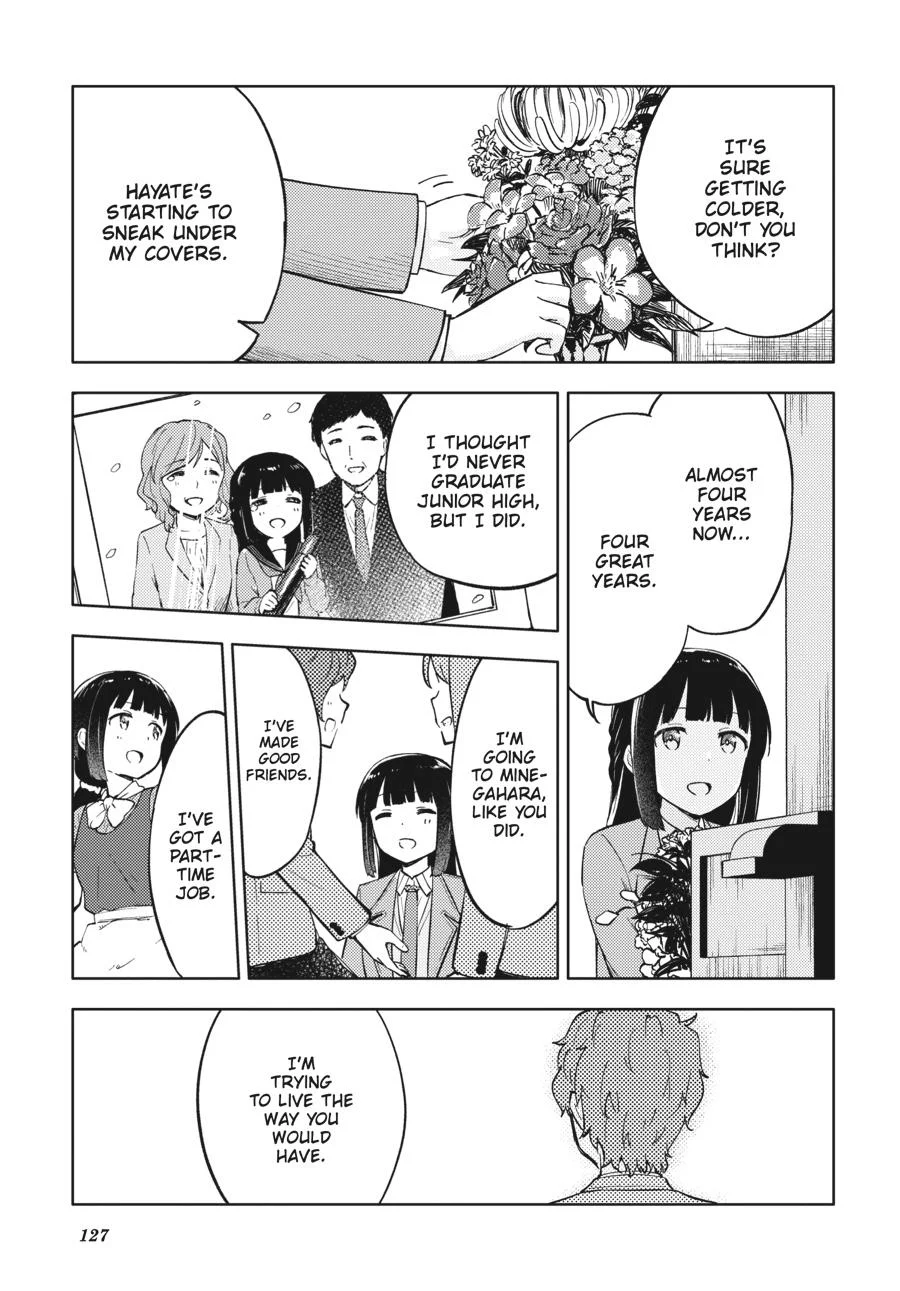 IT'S
SURE
GETTING
COLDER,
DON'T YOU
THINK?
HAYATE'S
STARTING TO
SNEAK UNDER
MY COVERS.
ALMOST
FOUR
YEARS
NOW...
FOUR
GREAT
YEARS.
I THOUGHT
I'D NEVER
GRADUATE
JUNIOR HIGH,
BUT I DID.
I'M
GOING
TO MINE-
GAHARA,
LIKE YOU
DID.
I'VE
MADE
GOOD
FRIENDS.
I'VE
GOT A
PART-
TIME
JOB.
I'M
TRYING
TO LIVE THE
WAY YOU
WOULD
HAVE.
127